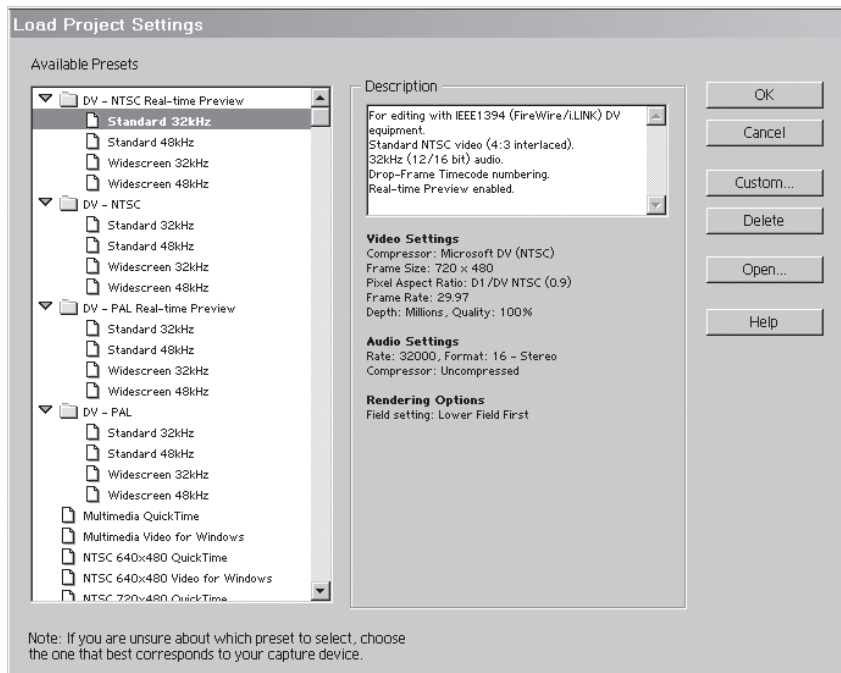 Load Project Settings
Available Presets
DV - NTSC Real-time Preview
Standard 32kHz
Standard 48kHz
Widescreen 32kHz
Widescreen 48kHz
DV - NTSC
Standard 32kHz
Standard 48kHz
Widescreen 32kHz
Widescreen 48kHz
DV - PAL Real-time Preview
Standard 32kHz
Standard 48kHz
Widescreen 32kHz
Widescreen 48kHz
DV - PAL
Standard 32kHz
Standard 48kHz
Widescreen 32kHz
Widescreen 48kHz
Multimedia QuickTime
Multimedia Video for Windows
NTSC 640x480 QuickTime
NTSC 640x480 Video for Windows
NTSC 720x480 QuickTime
Description
For editing with IEEE1394 (FireWire/i.LINK) DV
equipment.
Standard NTSC video (4:3 interlaced).
32kHz (12/16 bit) audio.
Drop-Frame Timecode numbering.
Real-time Preview enabled.
Video Settings
Compressor: Microsoft DV (NTSC)
Frame Size: 720 x 480
Pixel Aspect Ratio: D1/DV NTSC (0.9)
Frame Rate: 29.97
Depth: Millions, Quality: 100%
Audio Settings
Rate: 32000, Format: 16 - Stereo
Compressor: Uncompressed
Rendering Options
Field setting: Lower Field First
OK
Cancel
Custom...
Delete
Open...
Help
Note: If you are unsure about which preset to select, choose
the one that best corresponds to your capture device.